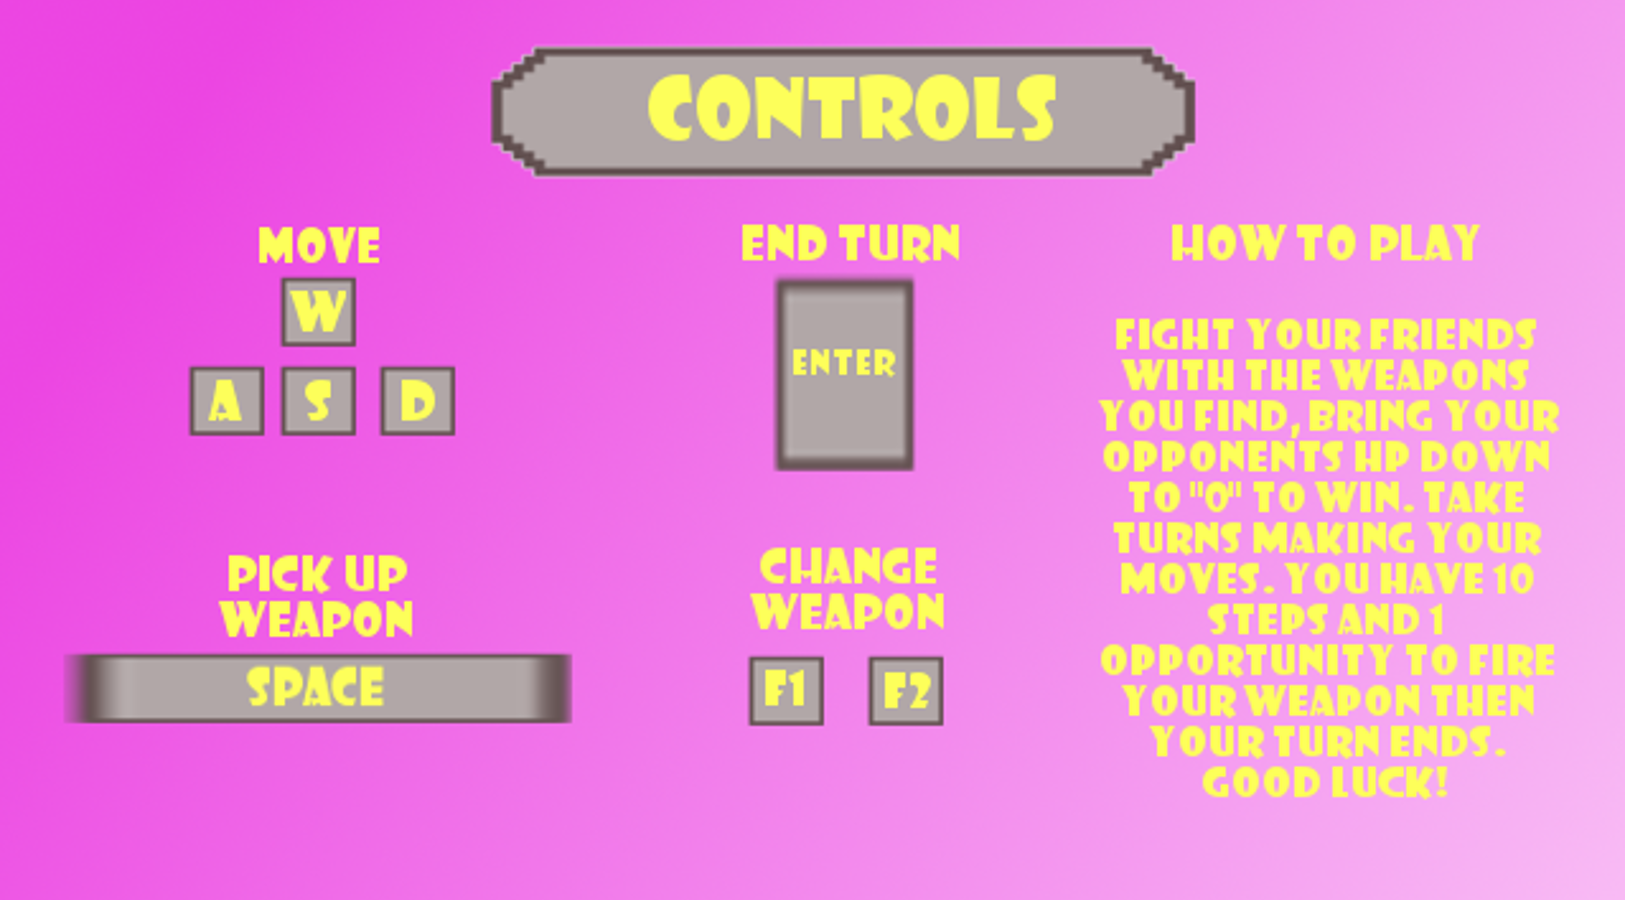 CONTROLS
MOVE
W
A S D
PICK UP
WEAPON
SPACE
END TURN
ENTER
CHANGE
WEAPON
F1 F2
HOW TO PLAY
FIGHT YOUR FRIENDS
WITH THE WEAPONS
YOU FIND, BRING YOUR
OPPONENTS HP DOWN
TO "0" TO WIN. TAKE
TURNS MAKING YOUR
MOVES. YOU HAVE 10
STEPS AND 1
OPPORTUNITY TO FIRE
YOUR WEAPON THEN
YOUR TURN ENDS.
GOOD LUCK!